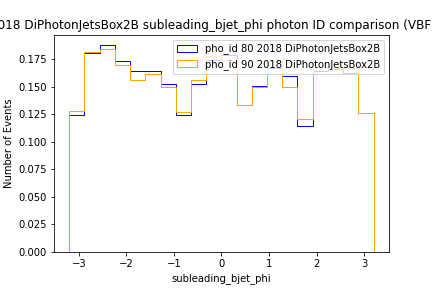 018 DiPhotonJetsBox2B subleading_bjet_phi photon ID comparison (VBF
pho_id 80 2018 DiPhotonJetsBox2B
pho_id 90 2018 DiPhotonJetsBox2B
Number of Events
0.175
0.150
0.125
0.100
0.075
0.050
0.025
0.000
−3 −2 −1 0 1 2 3
subleading_bjet_phi